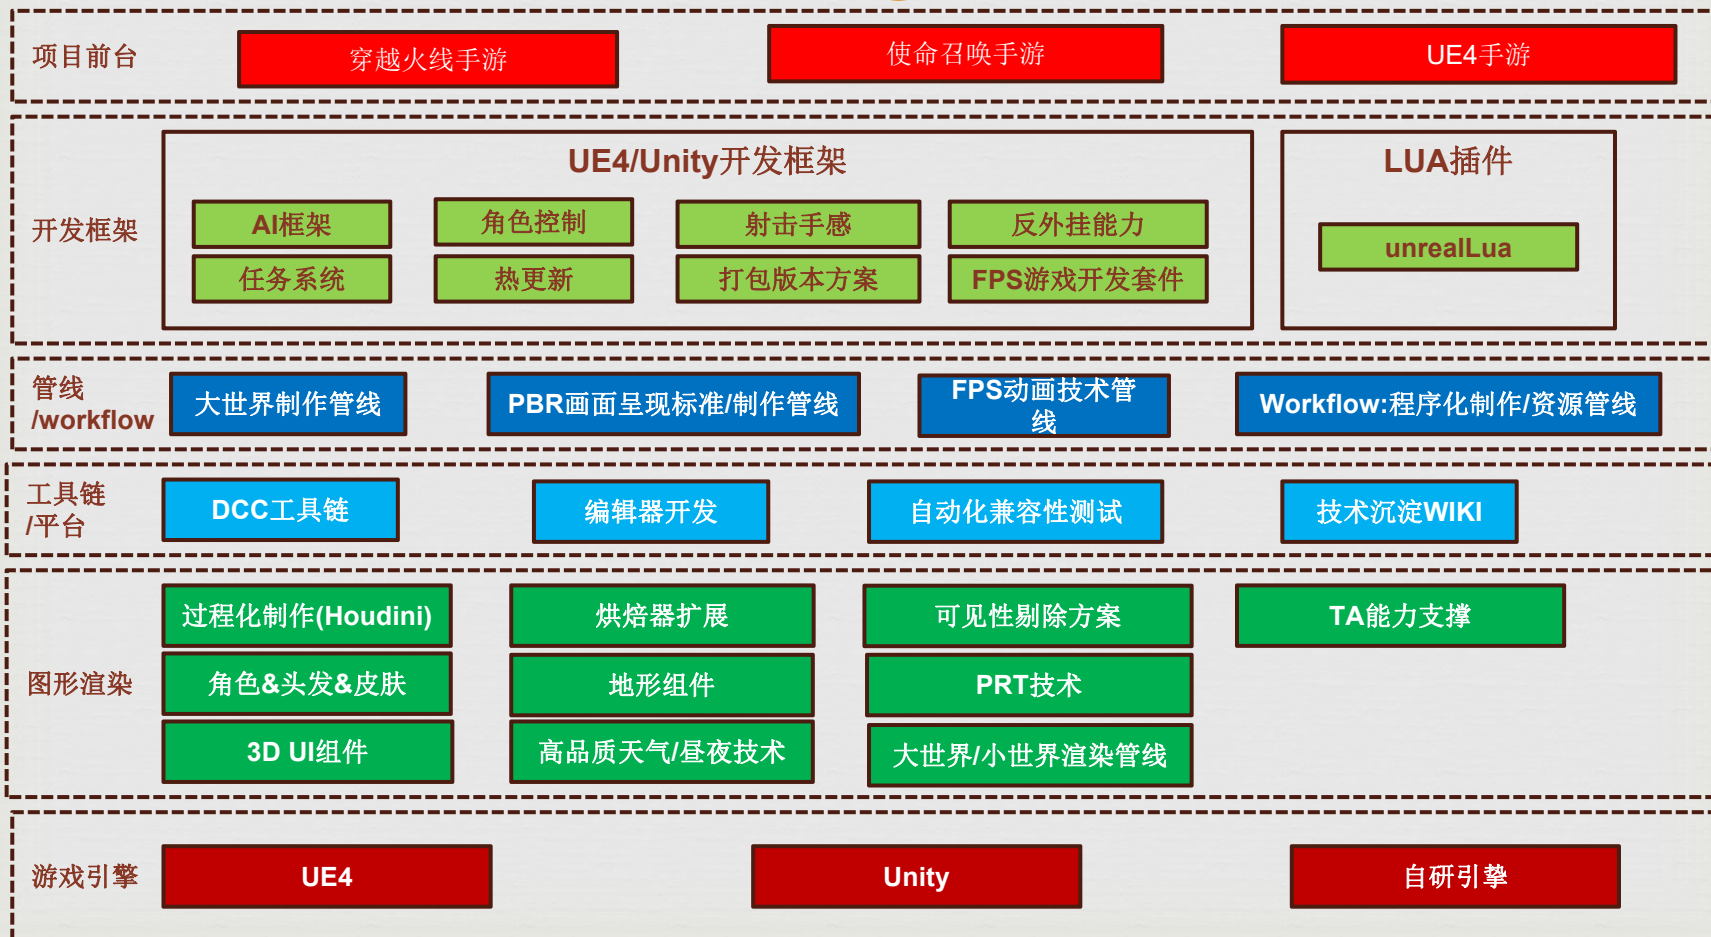 项目前台
穿越火线手游
使命召唤手游
UE4手游
开发框架
UE4/Unity开发框架
AI框架
角色控制
射击手感
反外挂能力
任务系统
热更新
打包版本方案
FPS游戏开发套件
LUA插件
unrealLua
管线
/workflow
大世界制作管线
PBR画面呈现标准/制作管线
FPS动画技术管
线
Workflow:程序化制作/资源管线
工具链
/平台
DCC工具链
编辑器开发
自动化兼容性测试
技术沉淀WIKI
图形渲染
过程化制作(Houdini)
烘焙器扩展
可见性剔除方案
TA能力支撑
角色&头发&皮肤
地形组件
PRT技术
3D UI组件
高品质天气/昼夜技术
大世界/小世界渲染管线
游戏引擎
UE4
Unity
自研引擎